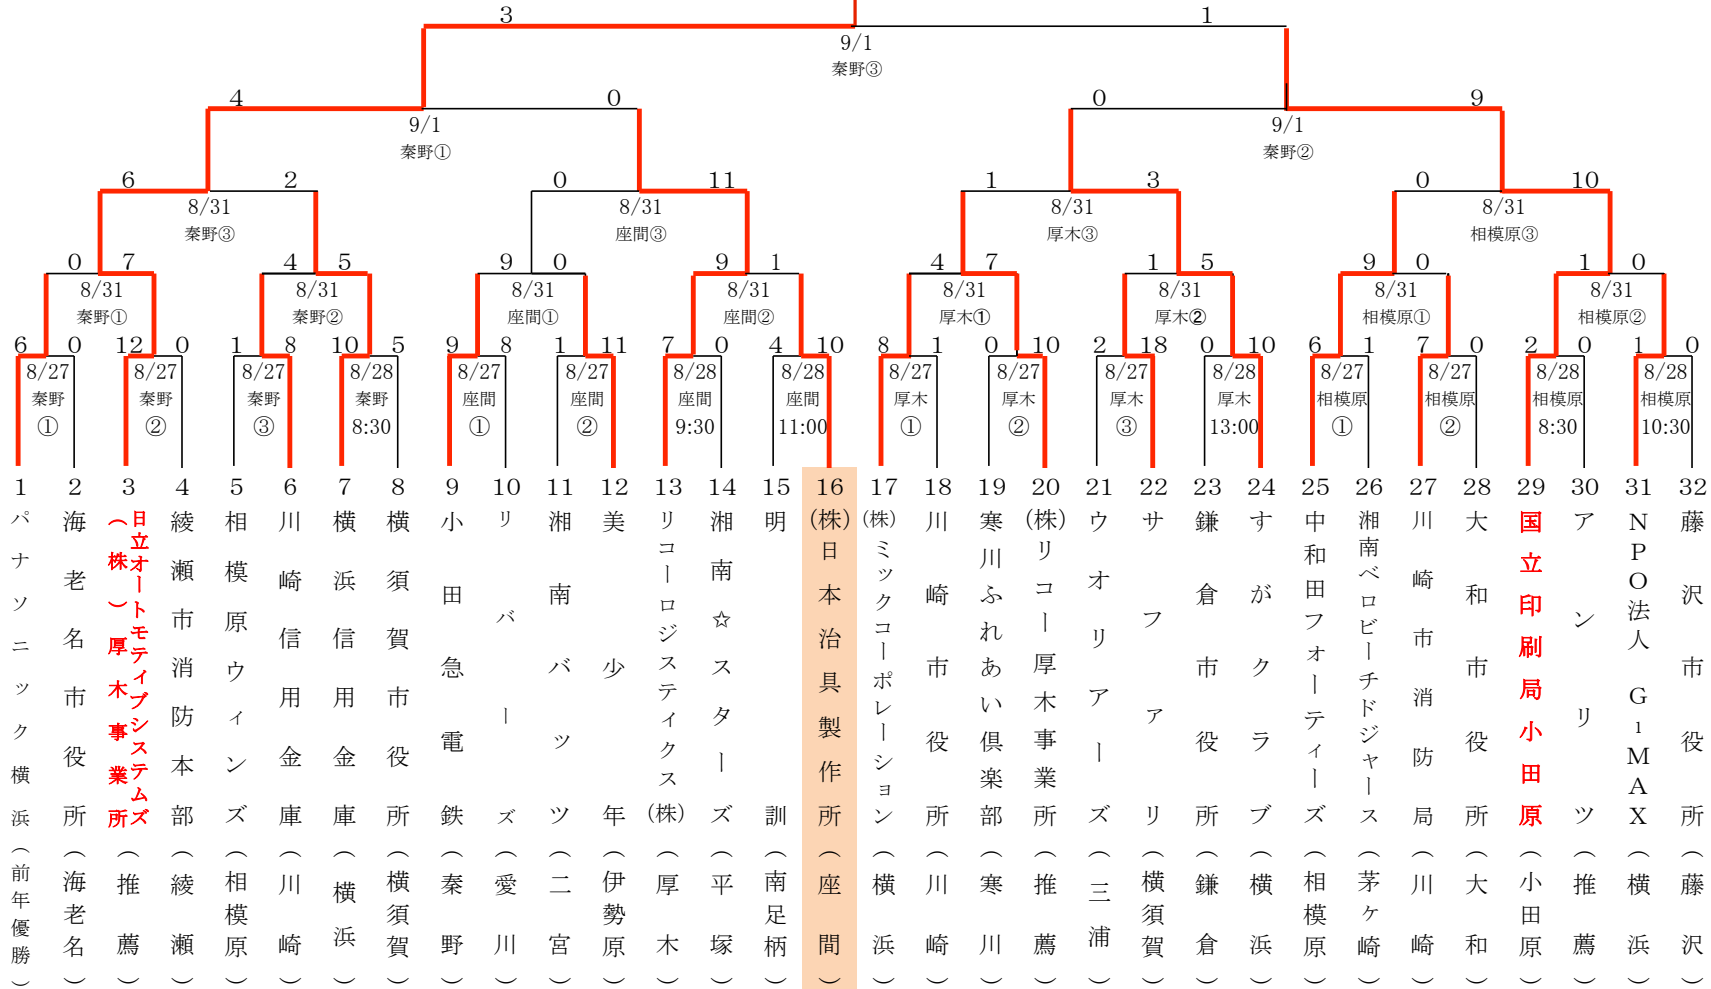 3 1
9/1
秦野③
4 0 0 9
9/1 9/1
秦野① 秦野②
6 2 0 11 1 3 0 10
8/31 8/31 8/31 8/31
秦野③ 座間③ 厚木③ 相模原③
0 7 4 5 9 0 9 1 4 7 1 5 9 0 1 0
8/31 8/31 8/31 8/31 8/31 8/31 8/31 8/31
秦野① 秦野② 座間① 座間② 厚木① 厚木② 相模原① 相模原②
6 0 12 0 1 8 10 5 9 8 1 11 7 0 4 10 8 1 0 10 2 18 0 10 6 1 7 0 2 0 1 0
8/27 8/27 8/27 8/28 8/27 8/27 8/28 8/28 8/27 8/27 8/27 8/28 8/27 8/27 8/28 8/28
秦野 秦野 秦野 秦野 座間 座間 座間 座間 厚木 厚木 厚木 厚木 相模原 相模原 相模原 相模原
① ② ③ 8:30 ① ② 9:30 11:00 ① ② ③ 13:00 ① ② 8:30 10:30
1 パナソニック横浜(前年優勝)
2 海老名市役所(海老名)
3 日立オートモティブシステムズ(株)厚木事業所(推薦)
4 綾瀬市消防本部(綾瀬)
5 相模原ウィンズ(相模原)
6 川崎信用金庫(川崎)
7 横浜信用金庫(横浜)
8 横須賀市役所(横須賀)
9 小田急電鉄(秦野)
10 リバーズ(愛川)
11 湘南バッツ(二宮)
12 美少年(伊勢原)
13 リコーロジスティクス(株)(厚木)
14 湘南☆スターズ(平塚)
15 明訓(南足柄)
16 (株)日本治具製作所(座間)
17 (株)ミックコーポレーション(横浜)
18 川崎市役所(川崎)
19 寒川ふれあい倶楽部(寒川)
20 (株)リコー厚木事業所(推薦)
21 ウオリアーズ(三浦)
22 サファリ(横須賀)
23 鎌倉市役所(鎌倉)
24 すがクラブ(横浜)
25 中和田フォーティーズ(相模原)
26 湘南ベロビーチドジャース(茅ケ崎)
27 川崎市消防局(川崎)
28 大和市役所(大和)
29 国立印刷局小田原(小田原)
30 アンツリアツ(推薦)
31 NPO法人 GıMAX(横浜)
32 藤沢市役所(藤沢)